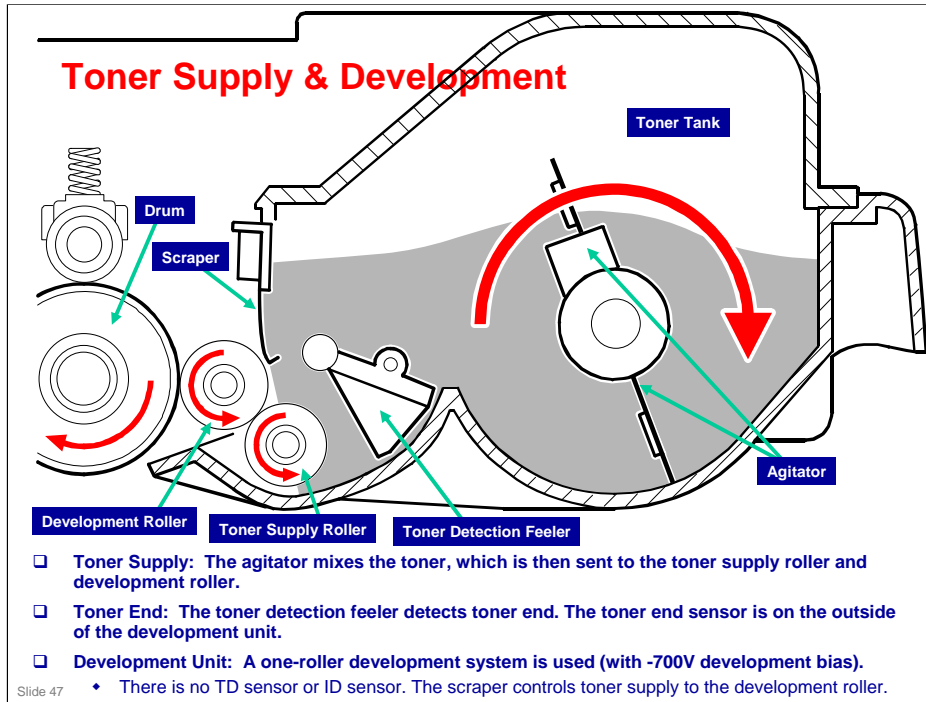 Toner Supply & Development
Toner Tank
Drum
Scraper
Agitator
Development Roller
Toner Supply Roller
Toner Detection Feeler
❑ Toner Supply: The agitator mixes the toner, which is then sent to the toner supply roller and
development roller.
❑ Toner End: The toner detection feeler detects toner end. The toner end sensor is on the outside
of the development unit.
❑ Development Unit: A one-roller development system is used (with -700V development bias).
◆ There is no TD sensor or ID sensor. The scraper controls toner supply to the development roller.
Slide 47